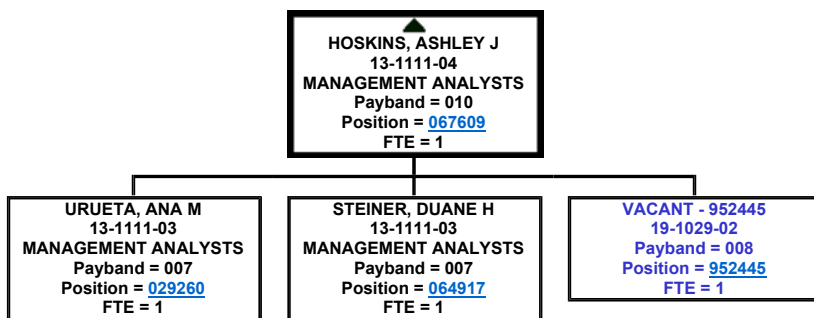 HOSKINS, ASHLEY J
13-1111-04
MANAGEMENT ANALYSTS
Payband = 010
Position = 067609
FTE = 1
URUETA, ANA M
13-1111-03
MANAGEMENT ANALYSTS
Payband = 007
Position = 029260
FTE = 1
STEINER, DUANE H
13-1111-03
MANAGEMENT ANALYSTS
Payband = 007
Position = 064917
FTE = 1
VACANT - 952445
19-1029-02
Payband = 008
Position = 952445
FTE = 1